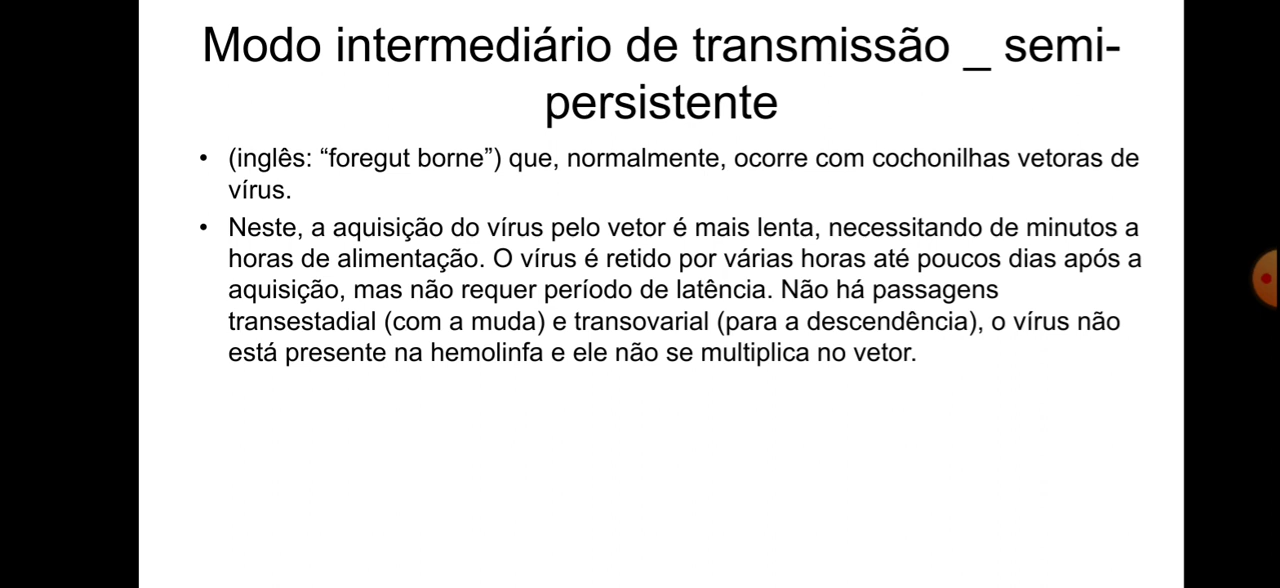 Modo intermediário de transmissão _ semi-
persistente
• (inglês: “foregut borne”) que, normalmente, ocorre com cochonilhas vetoras de
vírus.
• Neste, a aquisição do vírus pelo vetor é mais lenta, necessitando de minutos a
horas de alimentação. O vírus é retido por várias horas até poucos dias após a
aquisição, mas não requer período de latência. Não há passagens
transestadial (com a muda) e transovarial (para a descendência), o vírus não
está presente na hemolinfa e ele não se multiplica no vetor.